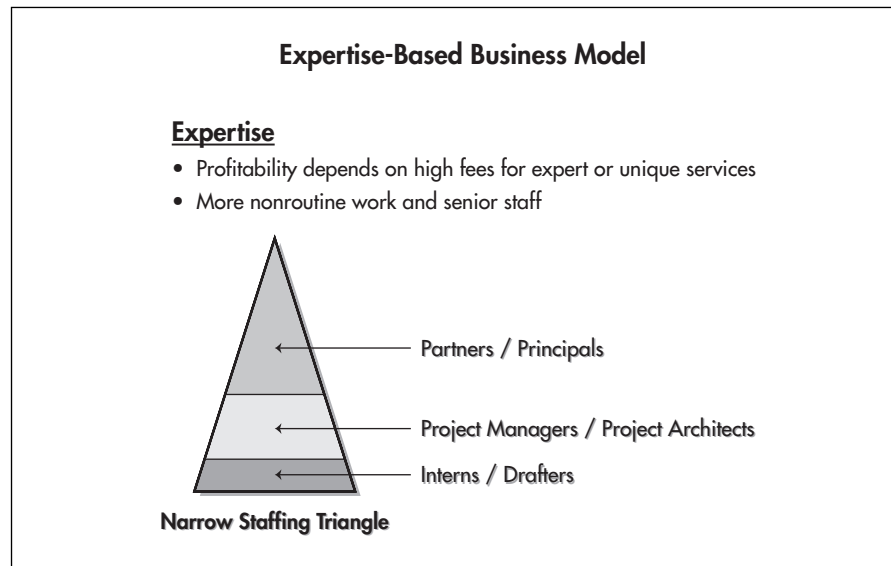 Expertise-Based Business Model
Expertise
• Profitability depends on high fees for expert or unique services
• More nonroutine work and senior staff
Partners / Principals
Project Managers / Project Architects
Interns / Drafters
Narrow Staffing Triangle